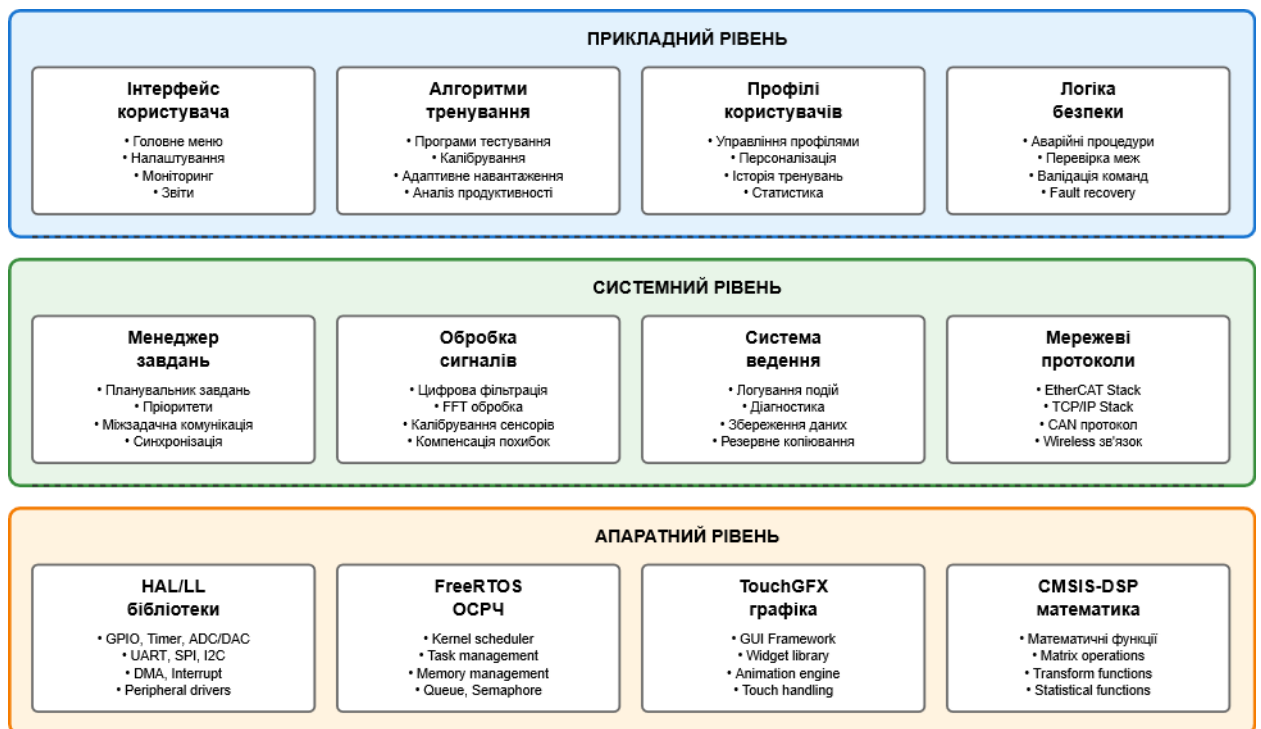 ПРИКЛАДНИЙ РІВЕНЬ
Інтерфейс
користувача
• Головне меню
• Налаштування
• Моніторинг
• Звіти
Алгоритми
тренування
• Програми тестування
• Калібрування
• Адаптивне навантаження
• Аналіз продуктивності
Профілі
користувачів
• Управління профілями
• Персоналізація
• Історія тренувань
• Статистика
Логіка
безпеки
• Аварійні процедури
• Перевірка меж
• Валідація команд
• Fault recovery
СИСТЕМНИЙ РІВЕНЬ
Менеджер
завдань
• Планувальник завдань
• Пріоритети
• Міжзадачна комунікація
• Синхронізація
Обробка
сигналів
• Цифрова фільтрація
• FFT обробка
• Калібрування сенсорів
• Компенсація похибок
Система
ведення
• Логування подій
• Діагностика
• Збереження даних
• Резервне копіювання
Мережеві
протоколи
• EtherCAT Stack
• TCP/IP Stack
• CAN протокол
• Wireless зв'язок
АПАРАТНИЙ РІВЕНЬ
HAL/LL
бібліотеки
• GPIO, Timer, ADC/DAC
• UART, SPI, I2C
• DMA, Interrupt
• Peripheral drivers
FreeRTOS
ОСРЧ
• Kernel scheduler
• Task management
• Memory management
• Queue, Semaphore
TouchGFX
графіка
• GUI Framework
• Widget library
• Animation engine
• Touch handling
CMSIS-DSP
математика
• Математичні функції
• Matrix operations
• Transform functions
• Statistical functions